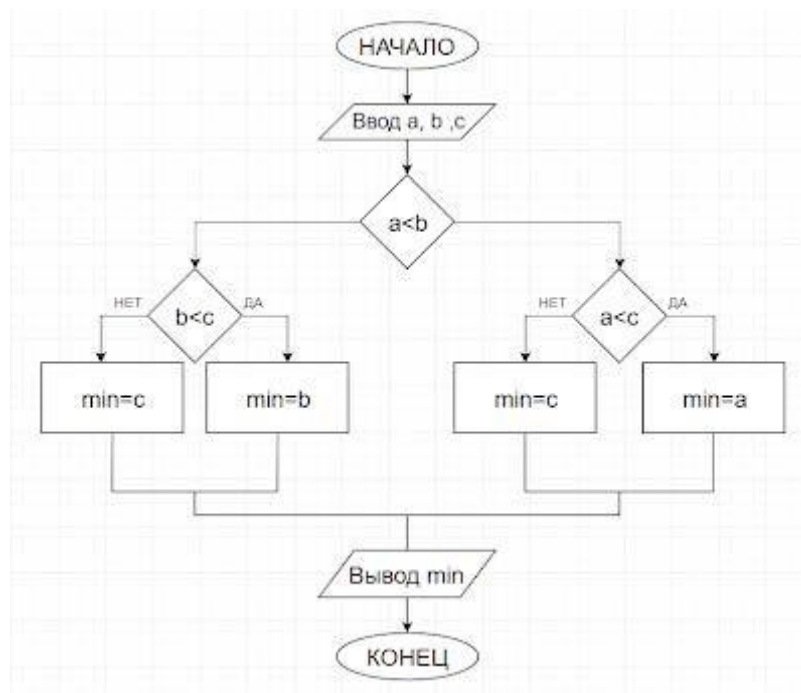 НАЧАЛО
Ввод a, b ,c
a<b
НЕТ
b<c
ДА
НЕТ
a<c
ДА
min=c
min=b
min=c
min=a
Вывод min
КОНЕЦ